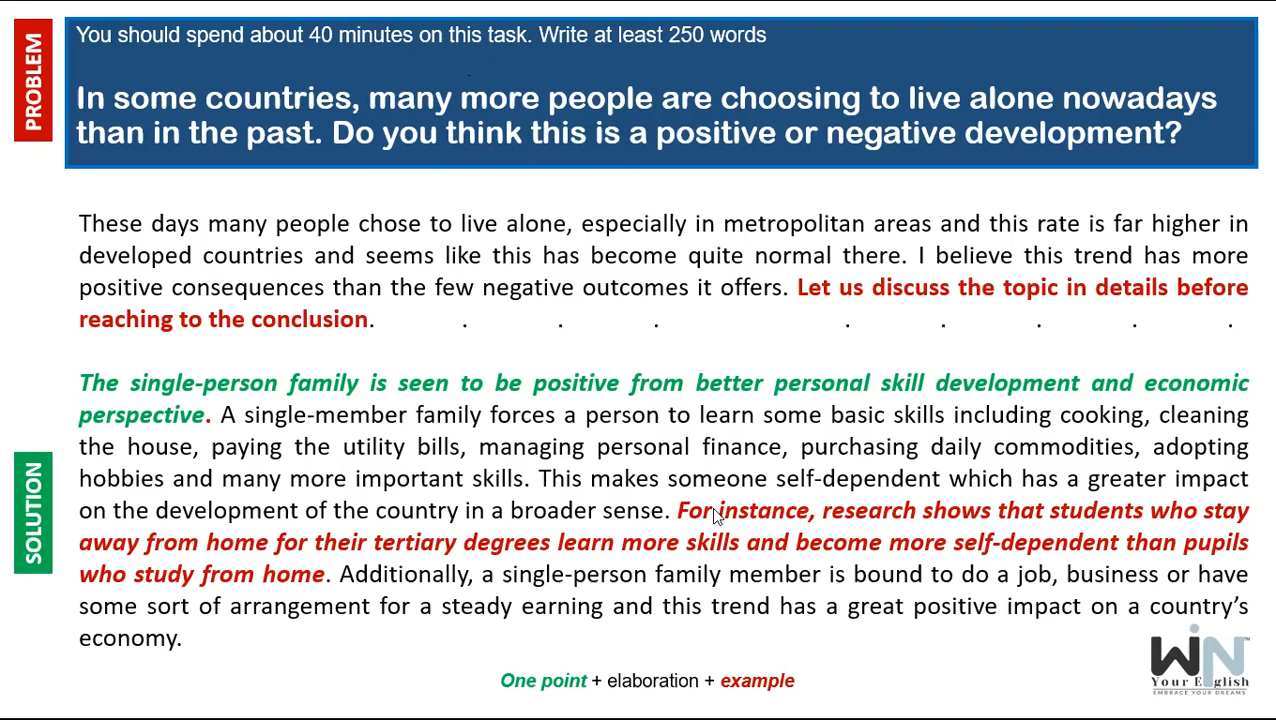 PROBLEM
You should spend about 40 minutes on this task. Write at least 250 words
In some countries, many more people are choosing to live alone nowadays
than in the past. Do you think this is a positive or negative development?
These days many people chose to live alone, especially in metropolitan areas and this rate is far higher in
developed countries and seems like this has become quite normal there. I believe this trend has more
positive consequences than the few negative outcomes it offers. Let us discuss the topic in details before
reaching to the conclusion. . . . . . . . .
The single-person family is seen to be positive from better personal skill development and economic
perspective. A single-member family forces a person to learn some basic skills including cooking, cleaning
the house, paying the utility bills, managing personal finance, purchasing daily commodities, adopting
hobbies and many more important skills. This makes someone self-dependent which has a greater impact
on the development of the country in a broader sense. For instance, research shows that students who stay
away from home for their tertiary degrees learn more skills and become more self-dependent than pupils
who study from home. Additionally, a single-person family member is bound to do a job, business or have
some sort of arrangement for a steady earning and this trend has a great positive impact on a country's
economy.
SOLUTION
One point + elaboration + example
WiN™
Your English
EMBRACE YOUR DREAMS